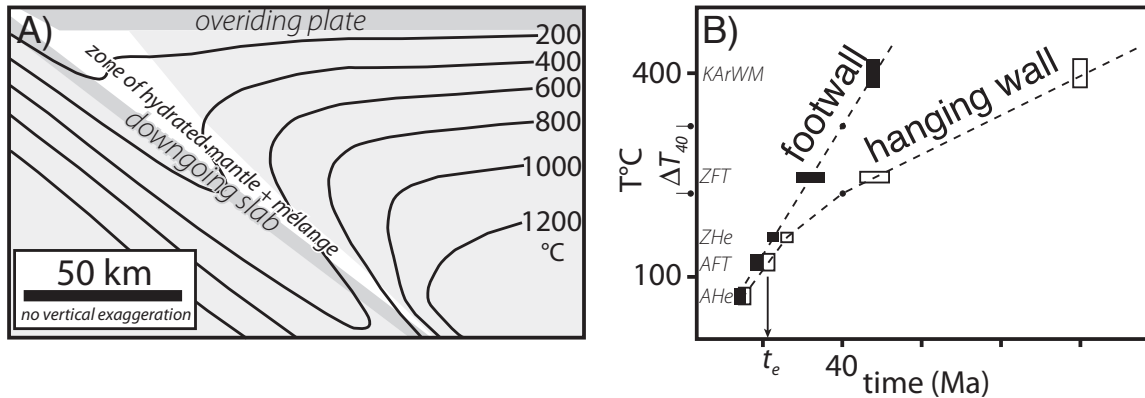 A)
overiding plate
200
400
600
800
1000
1200
°C
zone of hydrated mantle + mélange
downgoing slab
50 km
no vertical exaggeration
B)
T°C
ΔT40
400
100
KArWM
ZFT
ZHe
AFT
AHe
footwall
hanging wall
te
40
time (Ma)